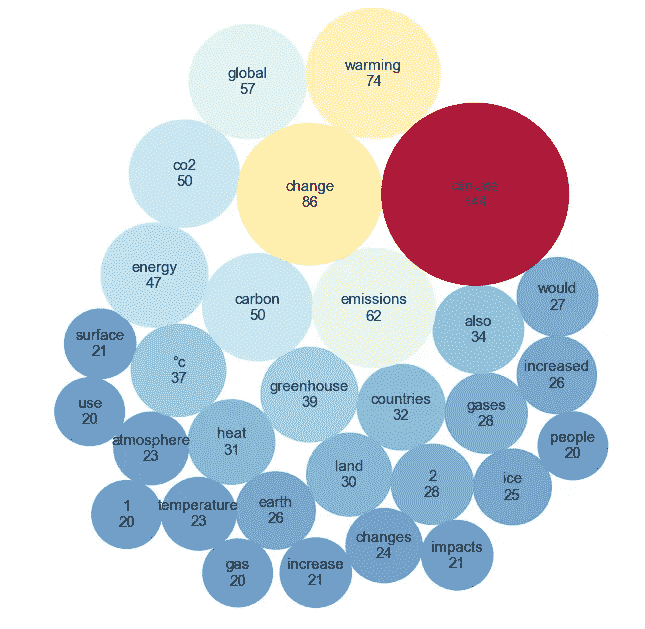 global
57
warming
74
co2
50
change
86
climate
energy
47
carbon
50
emissions
62
also
34
would
27
surface
21
°c
37
greenhouse
39
countries
32
gases
28
increased
26
use
20
atmosphere
23
heat
31
land
30
2
28
ice
25
people
20
1
20
temperature
23
earth
26
changes
24
impacts
21
gas
20
increase
21